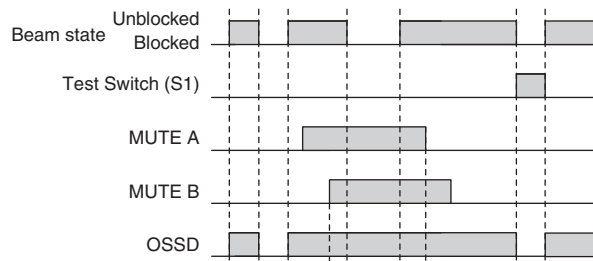 Unblocked
Beam state
Blocked
Test Switch (S1)
MUTE A
MUTE B
OSSD